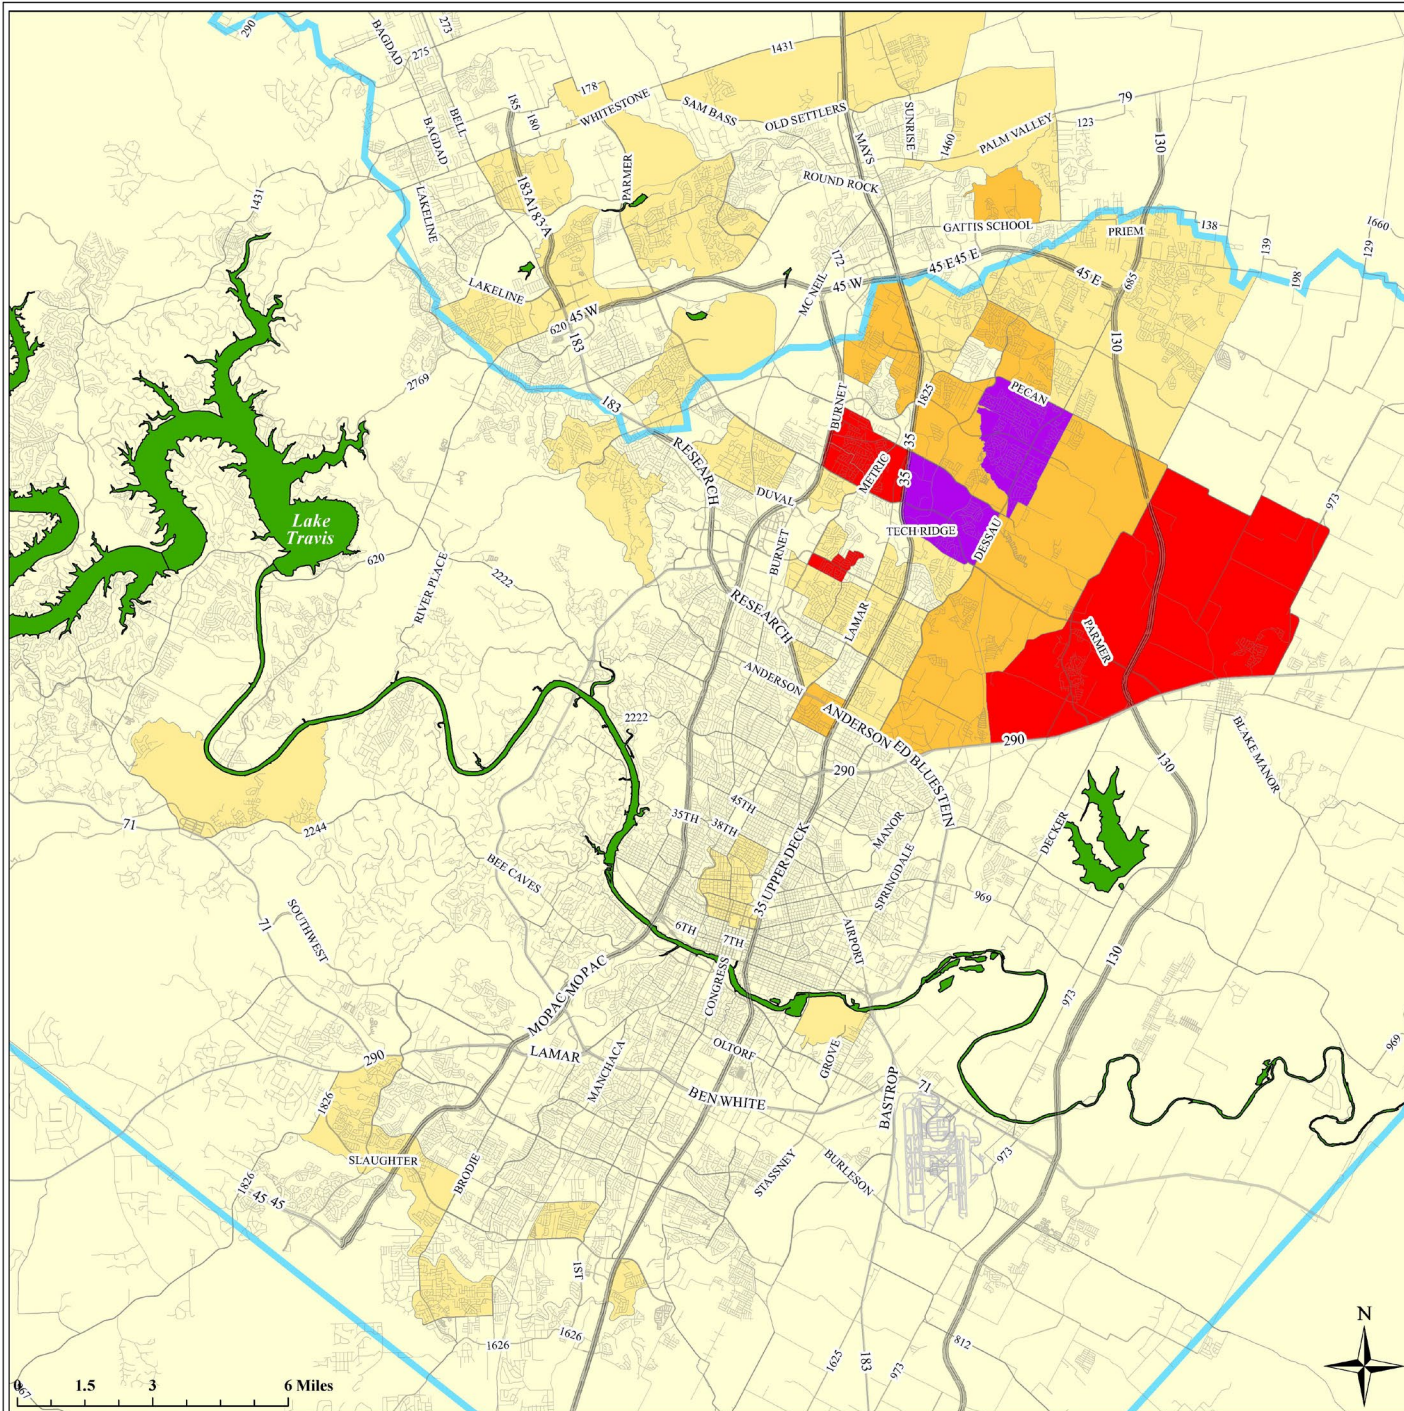 290
BAGDAD
273
275
1431
178
185
180
WHITESTONE
SAM BASS
OLD SETTLERS
SUNRISE
1460
PALM VALLEY
79
123
130
BELL
BAGDAD
MAYS
PARMER
ROUND ROCK
183A
183 A
LAKELINE
1431
GATTIS SCHOOL
PRIEM
138
139
1660
129
198
172
45 E
45 E
45 E
685
LAKELINE
620
45 W
183
MC NEIL
45 W
130
2769
183
BURNET
1825
PECAN
RESEARCH
METRIC
35
35
DUVAL
TECH RIDGE
DESSAU
973
Lake
Travis
620
2222
RIVER PLACE
BURNET
RESEARCH
LAMAR
PARMER
ANDERSON
2222
ANDERSON
ED BLUESTEIN
290
290
BLAKE MANOR
130
71
2244
45TH
35TH
38TH
35 UPPER DECK
MANOR
SPRINGDALE
DECKER
BEE CAVES
969
71
SOUTHWEST
6TH
7TH
AIRPORT
130
973
MOPAC
MOPAC
CONGRESS
969
290
LAMAR
MANCHACA
OLTORF
GROVE
1826
BEN WHITE
BASTROP
71
SLAUGHTER
BRODIE
STASSNEY
BURLESON
973
1826
45
45
1ST
N
1626
1626
1625
183
973
812
967
0
1.5
3
6 Miles